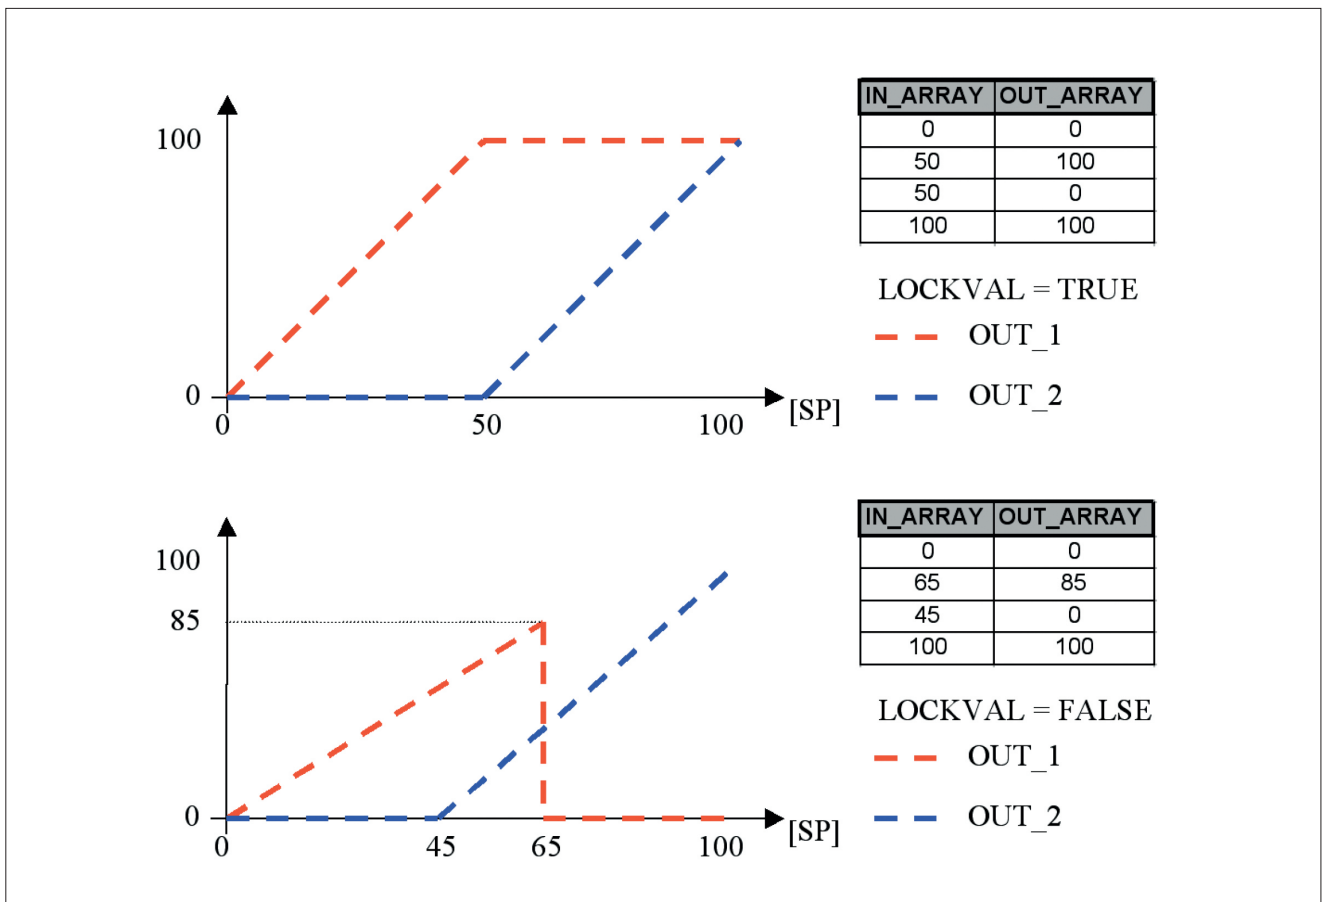 100
0
0 50 100 [SP]
IN_ARRAY OUT_ARRAY
0 0
50 100
50 0
100 100
LOCKVAL = TRUE
OUT_1
OUT_2
100
85
0
0 45 65 100 [SP]
IN_ARRAY OUT_ARRAY
0 0
65 85
45 0
100 100
LOCKVAL = FALSE
OUT_1
OUT_2